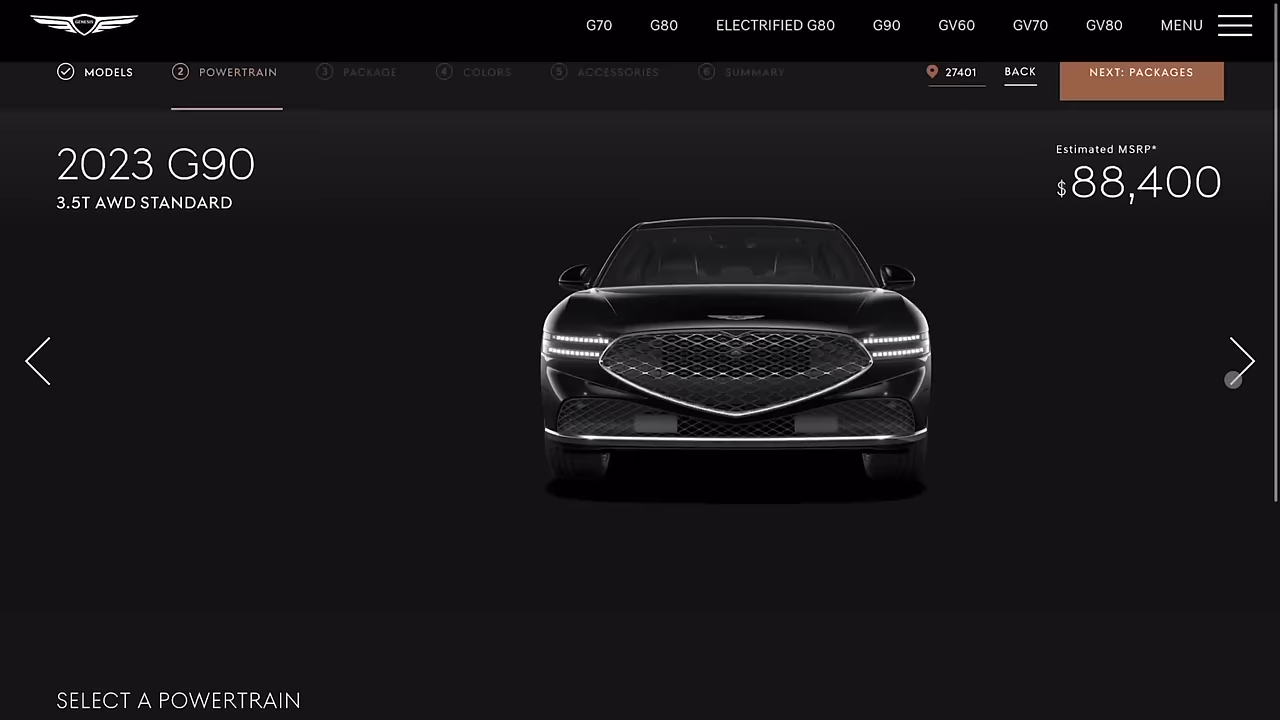 GENESIS
G70 G80 ELECTRIFIED G80 G90 GV60 GV70 GV80 MENU
MODELS 2 POWERTRAIN 3 PACKAGE 4 COLORS 5 ACCESSORIES 6 SUMMARY 27401 BACK NEXT: PACKAGES
2023 G90
3.5T AWD STANDARD
Estimated MSRP*
$88,400
SELECT A POWERTRAIN